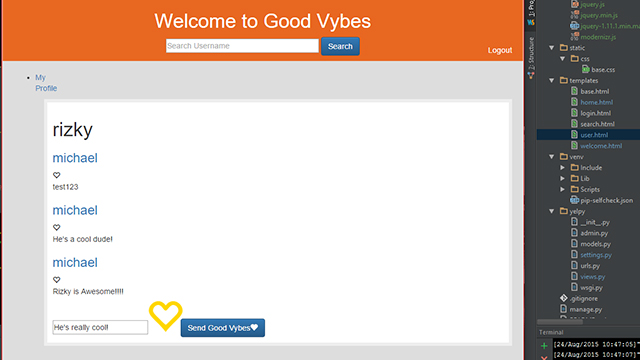 Welcome to Good Vybes
Search Username
Search
Logout
My
Profile
rizky
michael
test123
michael
He's a cool dude!
michael
Rizky is Awesome!!!!!
He's really cool!
Send Good Vybes
1: Project
2: Structure
jquery.js
jquery.min.js
jquery-1.11.1.min.ma
modernizr.js
static
css
base.css
templates
base.html
home.html
login.html
search.html
user.html
welcome.html
venv
Include
Lib
Scripts
pip-selfcheck.json
yelpy
__init__.py
admin.py
models.py
settings.py
urls.py
views.py
wsgi.py
.gitignore
manage.py
Terminal
[24/Aug/2015 10:47:05]"
[24/Aug/2015 10:47:07]"